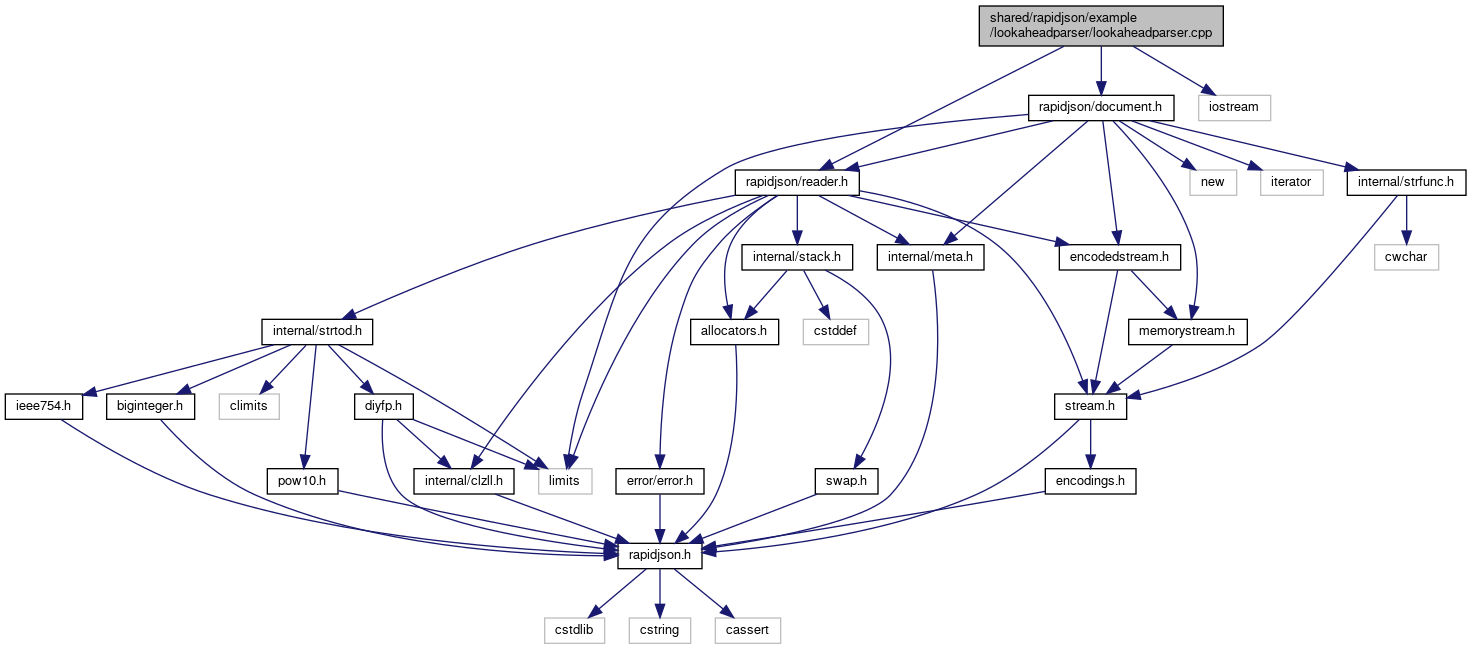 shared/rapidjson/example
/lookaheadparser/lookaheadparser.cpp
rapidjson/document.h
iostream
rapidjson/reader.h
new
iterator
internal/strfunc.h
internal/stack.h
internal/meta.h
encodedstream.h
cwchar
internal/strtod.h
allocators.h
cstddef
memorystream.h
ieee754.h
biginteger.h
climits
diyfp.h
stream.h
pow10.h
internal/clzll.h
limits
error/error.h
swap.h
encodings.h
rapidjson.h
cstdlib
cstring
cassert